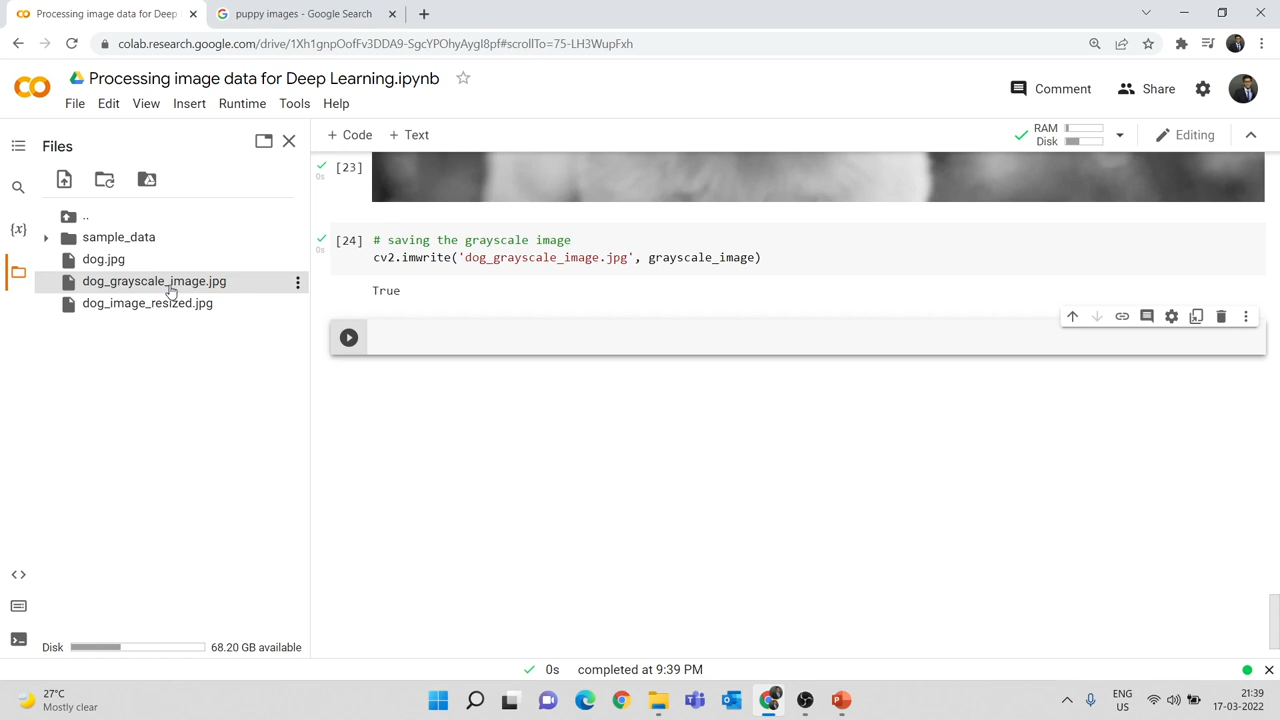 Processing image data for Deep L
puppy images - Google Search
colab.research.google.com/drive/1Xh1gnpOofFv3DDA9-SgcYPOhyAygI8pf#scrollTo=75-LH3WupFxh
Processing image data for Deep Learning.ipynb
File Edit View Insert Runtime Tools Help
Comment
Share
Files
+ Code + Text
RAM
Disk
Editing
..
sample_data
dog.jpg
dog_grayscale_image.jpg
dog_image_resized.jpg
[23]
0s
[24]
0s
# saving the grayscale image
cv2.imwrite('dog_grayscale_image.jpg', grayscale_image)
True
{x}
Disk 68.20 GB available
0s completed at 9:39 PM
27°C
Mostly clear
ENG
US
21:39
17-03-2022